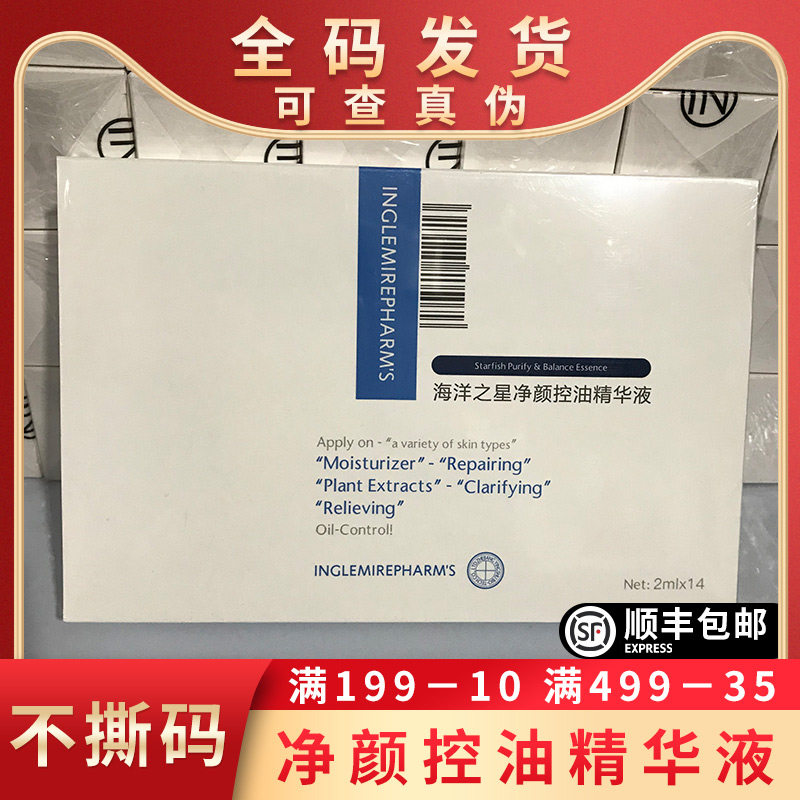 全码发货
可查真伪
IN
IN
INGLEMIREPHARM'S
Starfish Purify & Balance Essence
海洋之星净颜控油精华液
Apply on - "a variety of skin types"
"Moisturizer" - "Repairing"
"Plant Extracts" - "Clarifying"
"Relieving"
Oil-Control!
INGLEMIREPHARM'S
Net: 2mlx14
SF
顺丰包邮
EXPRESS
满199-10 满499-35
不撕码
净颜控油精华液